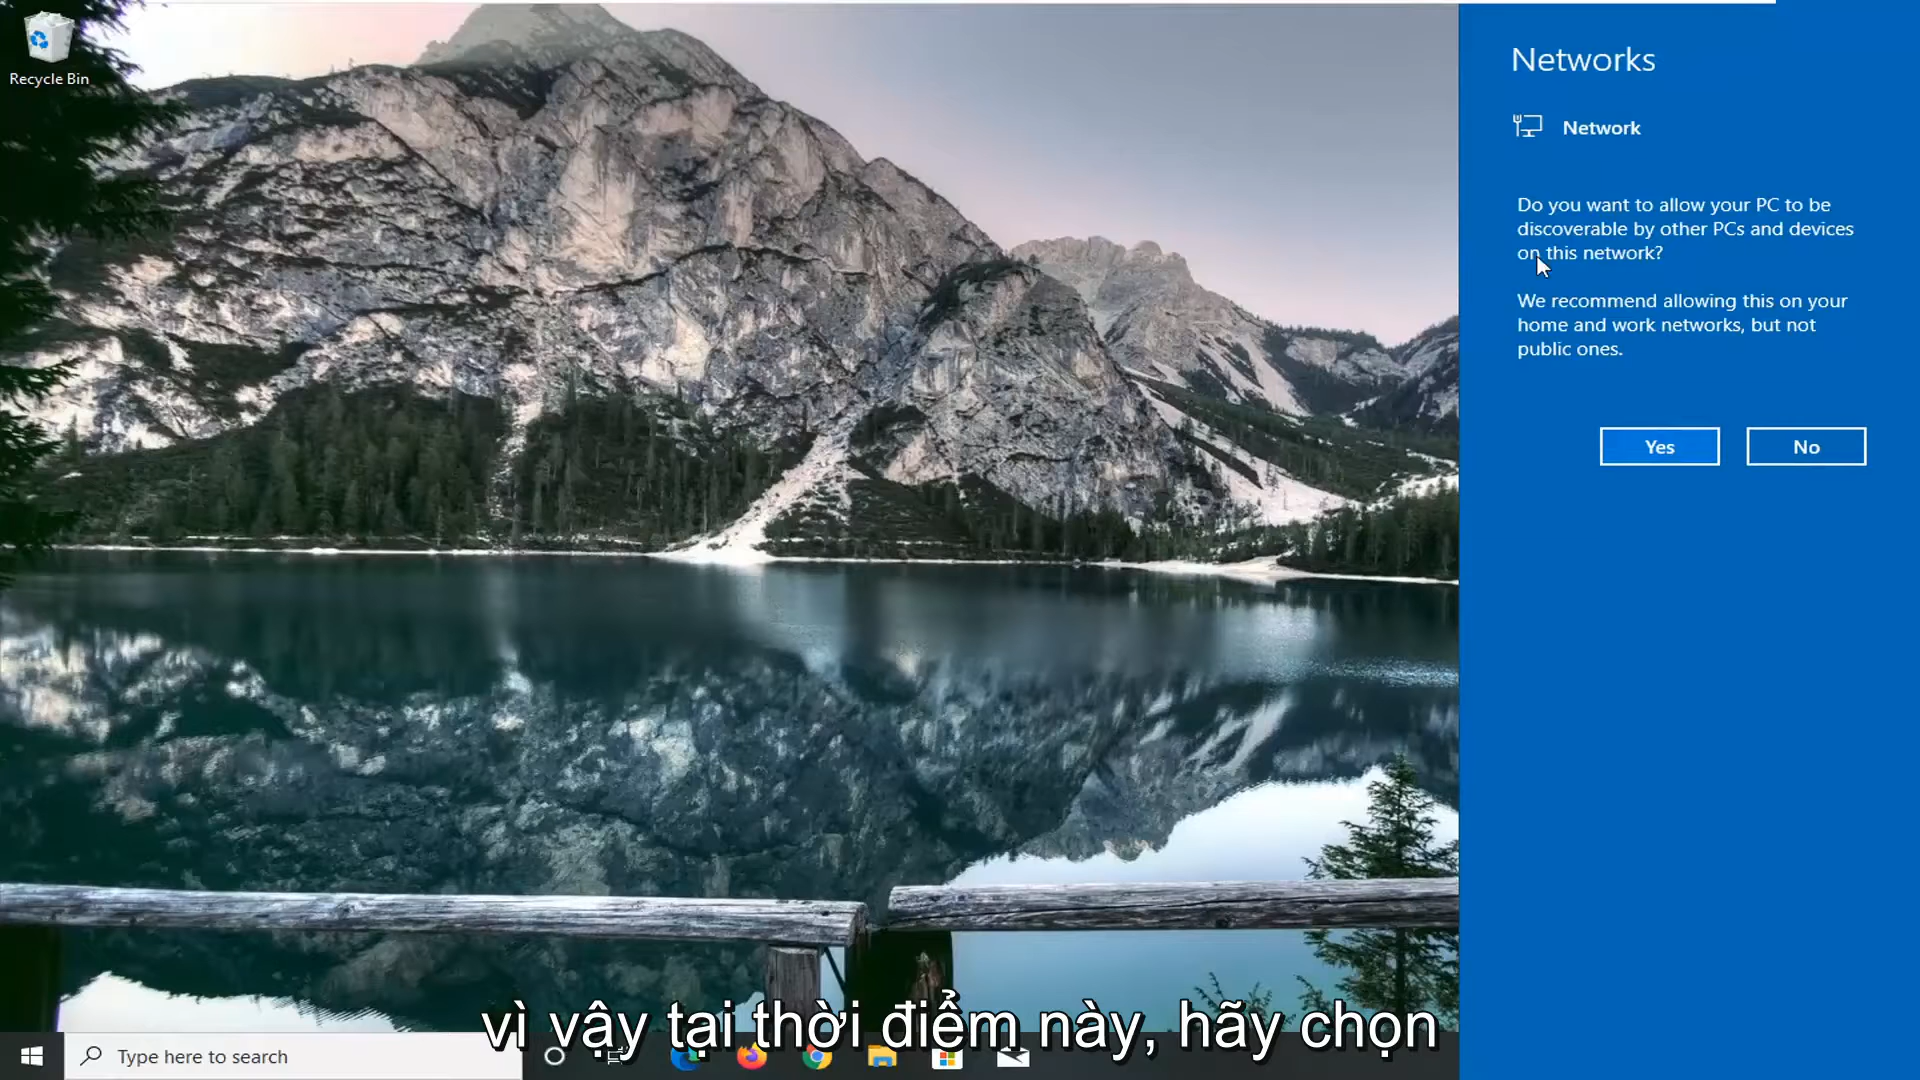 Recycle Bin
Networks
Network
Do you want to allow your PC to be
discoverable by other PCs and devices
on this network?
We recommend allowing this on your
home and work networks, but not
public ones.
Yes
No
vì vậy tại thời điểm này, hãy chọn
Type here to search